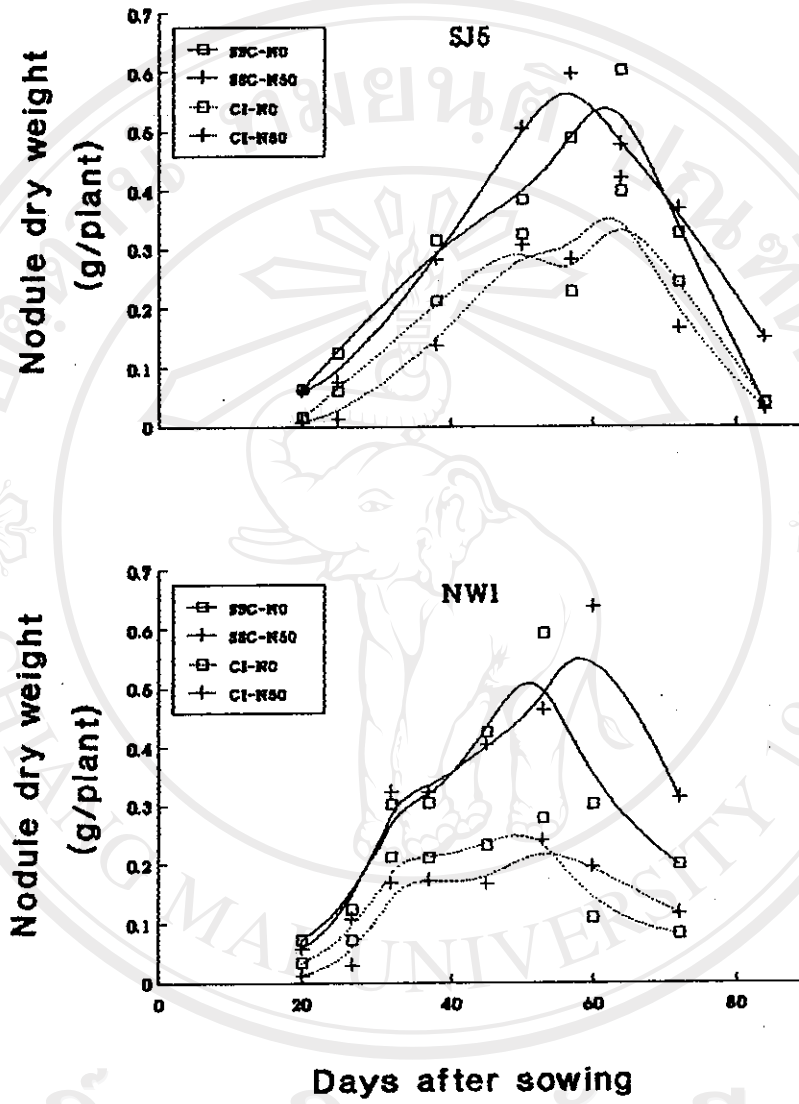 SJ5
SSC-N0
SSC-N50
CI-N0
CI-N50
Nodule dry weight
(g/plant)
0.7
0.6
0.5
0.4
0.3
0.2
0.1
0
NW1
SSC-N0
SSC-N50
CI-N0
CI-N50
Nodule dry weight
(g/plant)
0.7
0.6
0.5
0.4
0.3
0.2
0.1
0
0 20 40 60 80
Days after sowing
CHIANG MAI UNIVERSITY